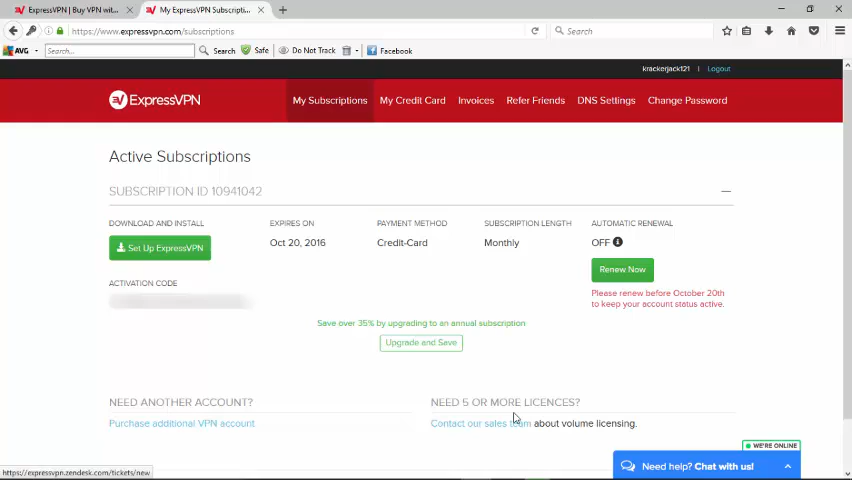 ExpressVPN | Buy VPN wit...
My ExpressVPN Subscripti...
https://www.expressvpn.com/subscriptions
Search
AVG
Search...
Search
Safe
Do Not Track
Facebook
krackerjack121 | Logout
ExpressVPN
My Subscriptions
My Credit Card
Invoices
Refer Friends
DNS Settings
Change Password
Active Subscriptions
SUBSCRIPTION ID 10941042
DOWNLOAD AND INSTALL
Set Up ExpressVPN
EXPIRES ON
Oct 20, 2016
PAYMENT METHOD
Credit-Card
SUBSCRIPTION LENGTH
Monthly
AUTOMATIC RENEWAL
OFF
Renew Now
Please renew before October 20th
to keep your account status active.
ACTIVATION CODE
Save over 35% by upgrading to an annual subscription
Upgrade and Save
NEED ANOTHER ACCOUNT?
Purchase additional VPN account
NEED 5 OR MORE LICENCES?
Contact our sales team about volume licensing.
WE'RE ONLINE
Need help? Chat with us!
https://expressvpn.zendesk.com/tickets/new